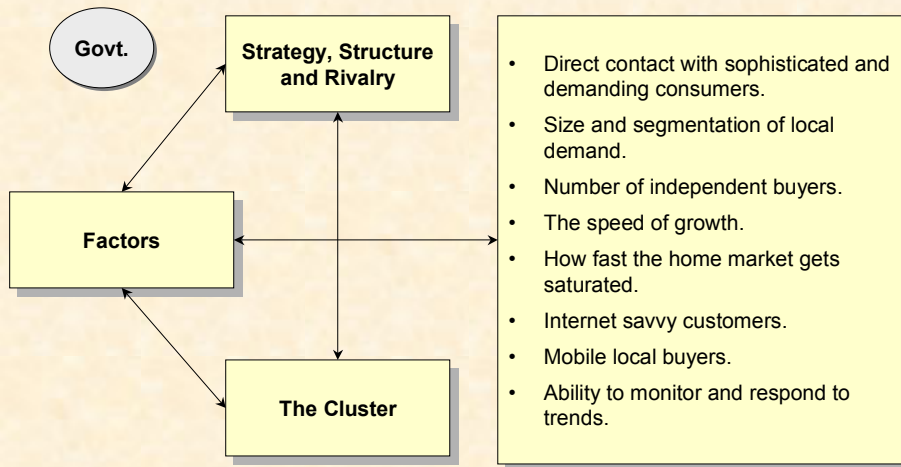 Govt.
Strategy, Structure
and Rivalry
Factors
The Cluster
• Direct contact with sophisticated and
demanding consumers.
• Size and segmentation of local
demand.
• Number of independent buyers.
• The speed of growth.
• How fast the home market gets
saturated.
• Internet savvy customers.
• Mobile local buyers.
• Ability to monitor and respond to
trends.